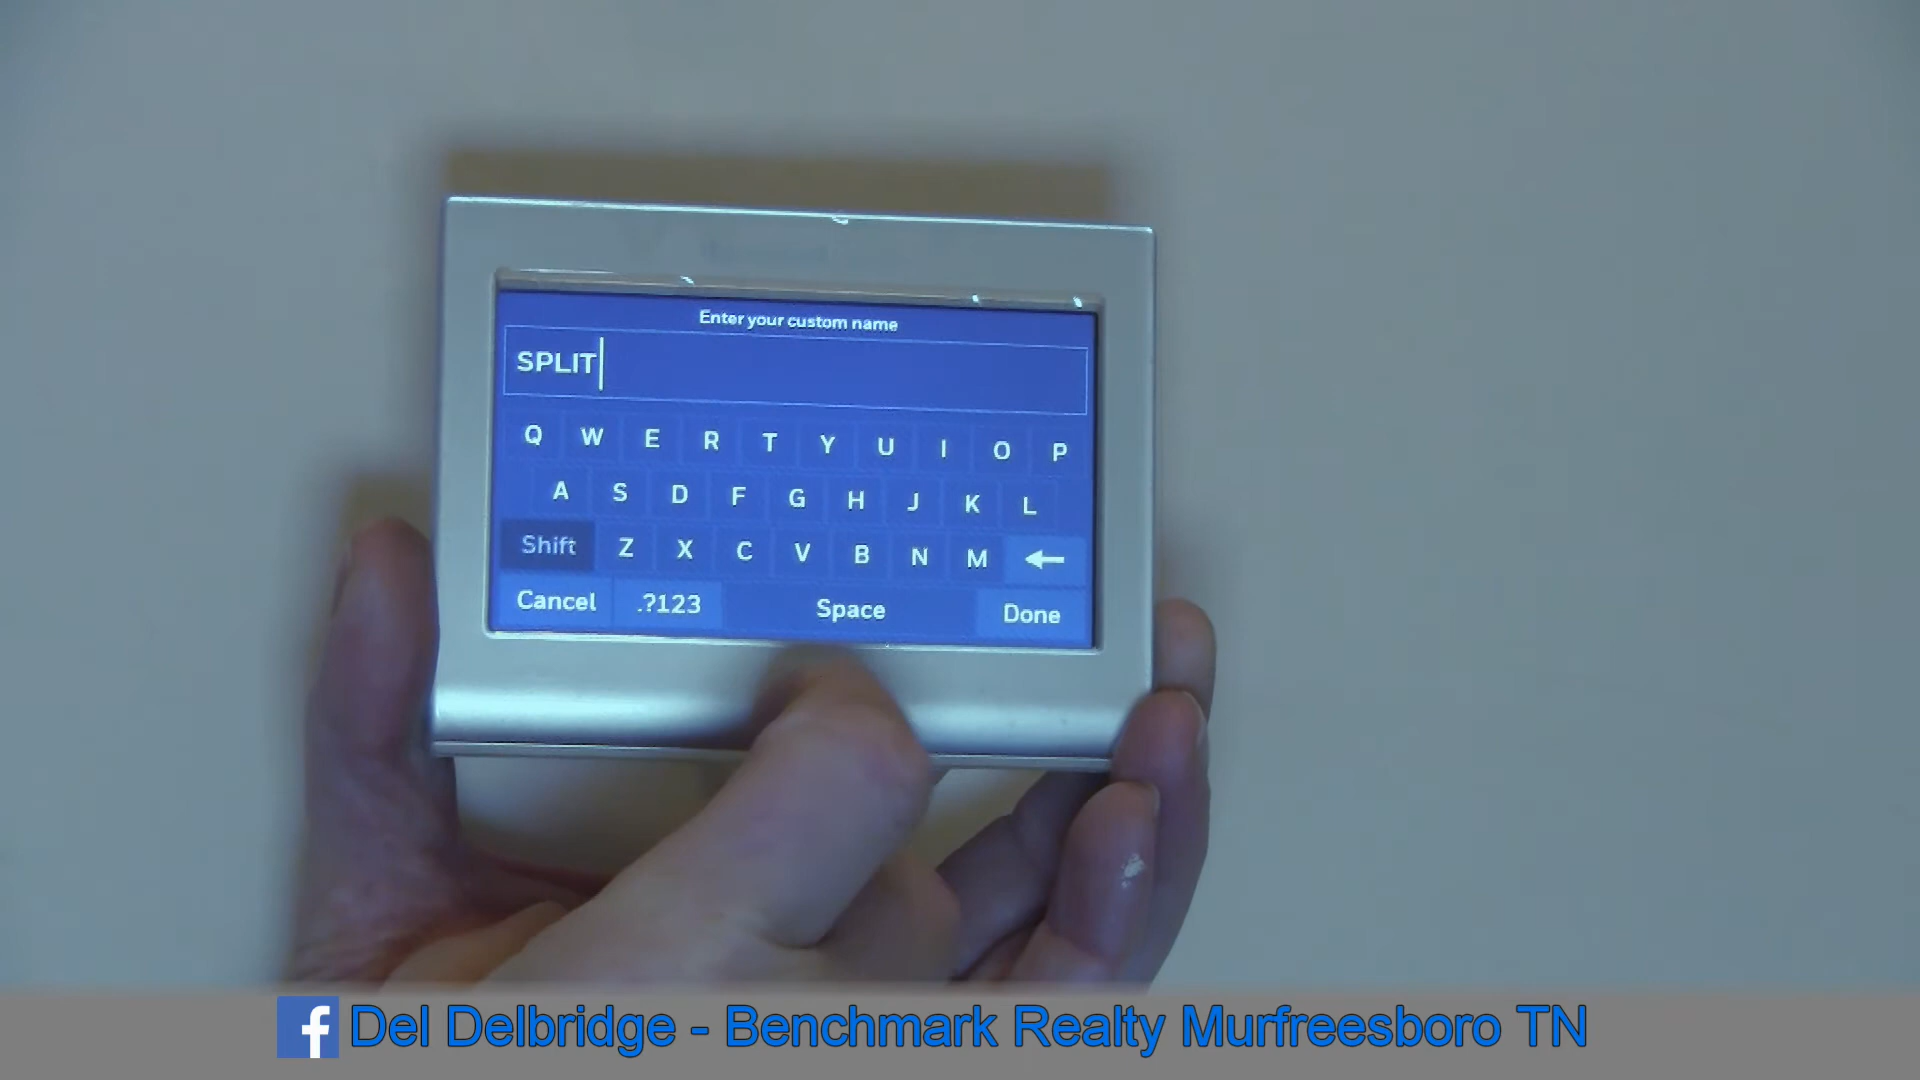 Enter your custom name
SPLIT
Q W E R T Y U I O P
A S D F G H J K L
Shift Z X C V B N M
Cancel .?123 Space Done
f Del Delbridge - Benchmark Realty Murfreesboro TN